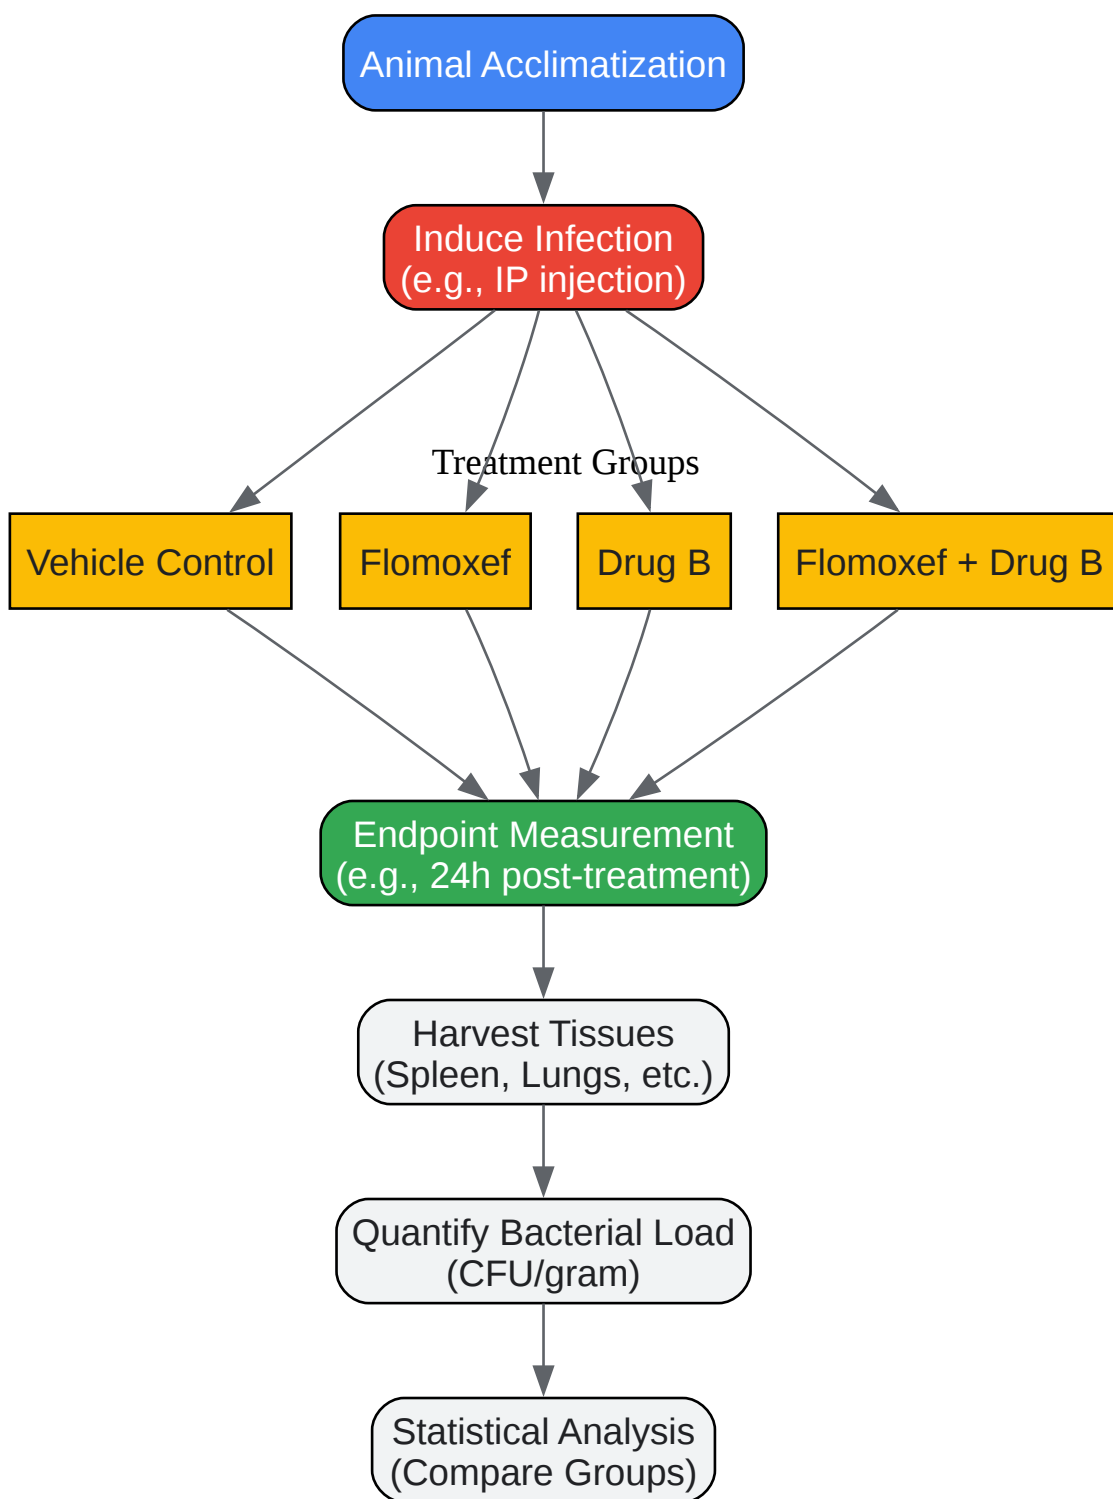 Animal Acclimatization
Induce Infection
(e.g., IP injection)
Treatment Groups
Vehicle Control
Flomoxef
Drug B
Flomoxef + Drug B
Endpoint Measurement
(e.g., 24h post-treatment)
Harvest Tissues
(Spleen, Lungs, etc.)
Quantify Bacterial Load
(CFU/gram)
Statistical Analysis
(Compare Groups)